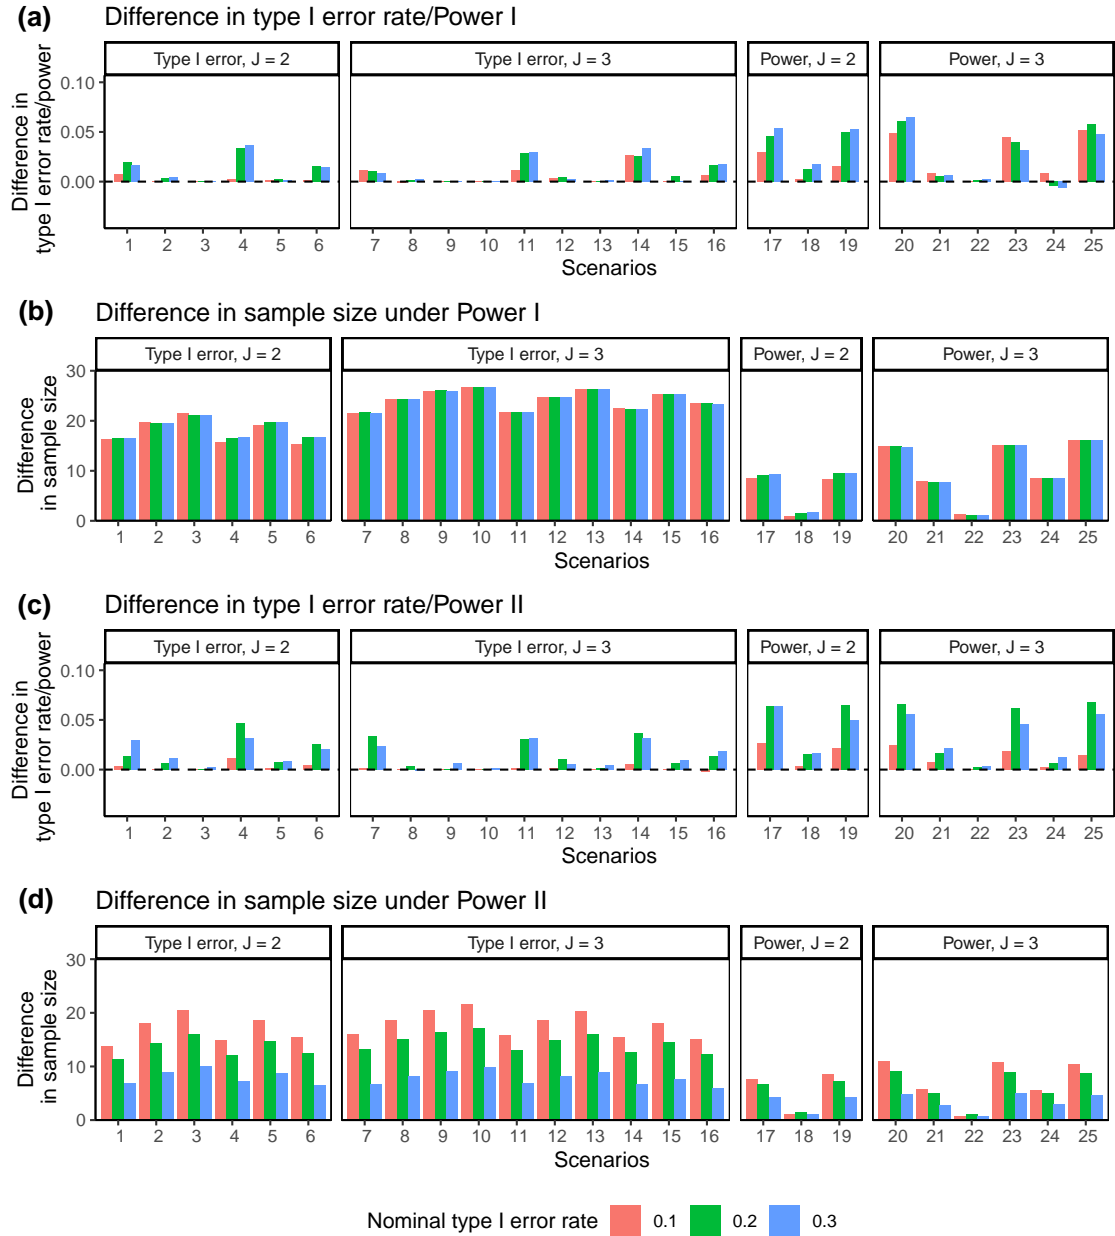 (a) Difference in type I error rate/Power I
Type I error, J = 2 Type I error, J = 3 Power, J = 2 Power, J = 3
Difference in
type I error rate/power
0.10
0.05
0.00
1 2 3 4 5 6 7 8 9 10 11 12 13 14 15 16 17 18 19 20 21 22 23 24 25
Scenarios
(b) Difference in sample size under Power I
Type I error, J = 2 Type I error, J = 3 Power, J = 2 Power, J = 3
Difference
in sample size
30
20
10
0
1 2 3 4 5 6 7 8 9 10 11 12 13 14 15 16 17 18 19 20 21 22 23 24 25
Scenarios
(c) Difference in type I error rate/Power II
Type I error, J = 2 Type I error, J = 3 Power, J = 2 Power, J = 3
Difference in
type I error rate/power
0.10
0.05
0.00
1 2 3 4 5 6 7 8 9 10 11 12 13 14 15 16 17 18 19 20 21 22 23 24 25
Scenarios
(d) Difference in sample size under Power II
Type I error, J = 2 Type I error, J = 3 Power, J = 2 Power, J = 3
Difference
in sample size
30
20
10
0
1 2 3 4 5 6 7 8 9 10 11 12 13 14 15 16 17 18 19 20 21 22 23 24 25
Scenarios
Nominal type I error rate 0.1 0.2 0.3